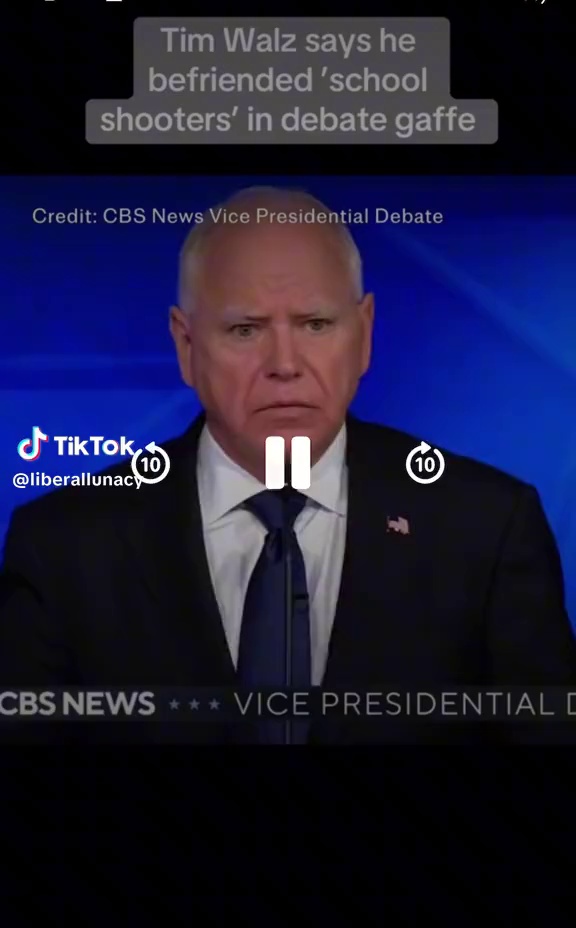 Tim Walz says he
befriended 'school
shooters' in debate gaffe
Credit: CBS News Vice Presidential Debate
TikTok
10
10
@liberallunacy
CBS NEWS ★ ★ ★ VICE PRESIDENTIAL D